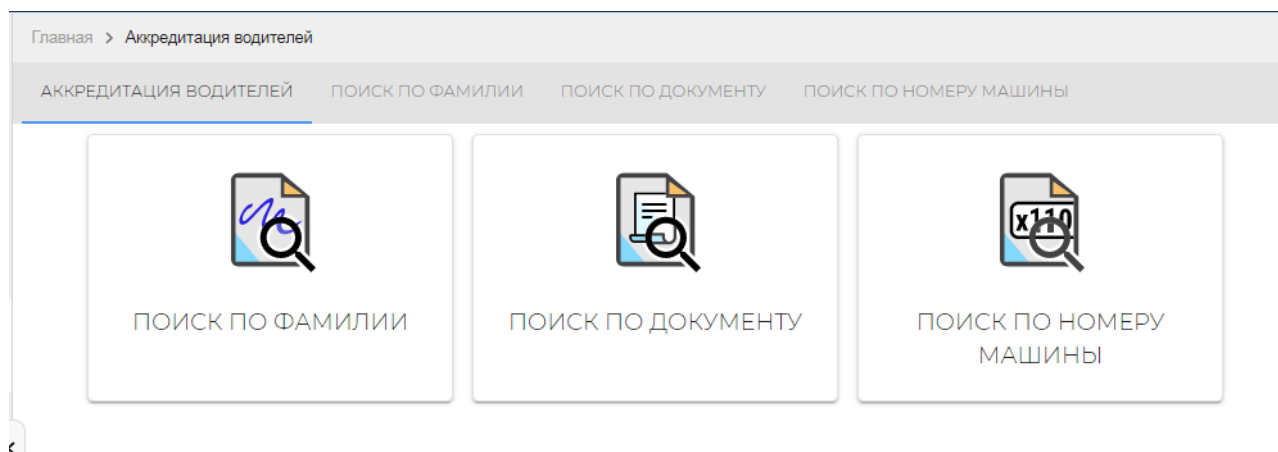 Главная > Аккредитация водителей
АККРЕДИТАЦИЯ ВОДИТЕЛЕЙ ПОИСК ПО ФАМИЛИИ ПОИСК ПО ДОКУМЕНТУ ПОИСК ПО НОМЕРУ МАШИНЫ
x110
ПОИСК ПО ФАМИЛИИ
ПОИСК ПО ДОКУМЕНТУ
ПОИСК ПО НОМЕРУ
МАШИНЫ